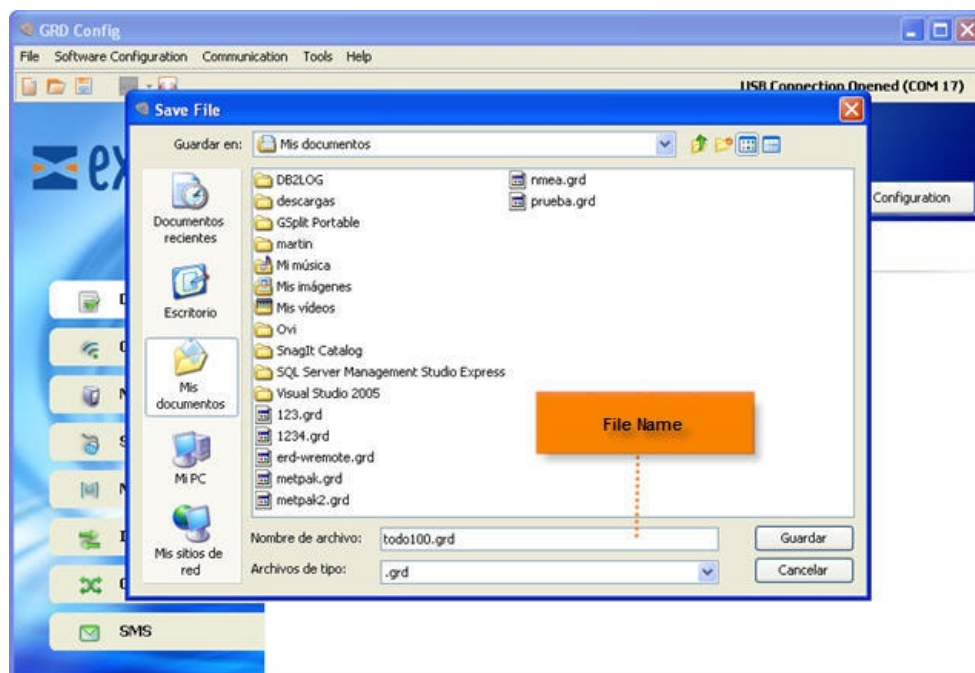 GRD Config
File Software Configuration Communication Tools Help
USB Connection Opened (COM 17)
Save File
Guardar en: Mis documentos
Documentos recientes
Escritorio
Mis documentos
Mi PC
Mis sitios de red
DB2LOG
descargas
GSplit Portable
martin
Mi música
Mis imágenes
Mis vídeos
Ovi
SnagIt Catalog
SQL Server Management Studio Express
Visual Studio 2005
123.grd
1234.grd
erd-wremote.grd
metpak.grd
metpak2.grd
nmea.grd
prueba.grd
File Name
Nombre de archivo: todo100.grd
Guardar
Archivos de tipo: .grd
Cancelar
Configuration
SMS